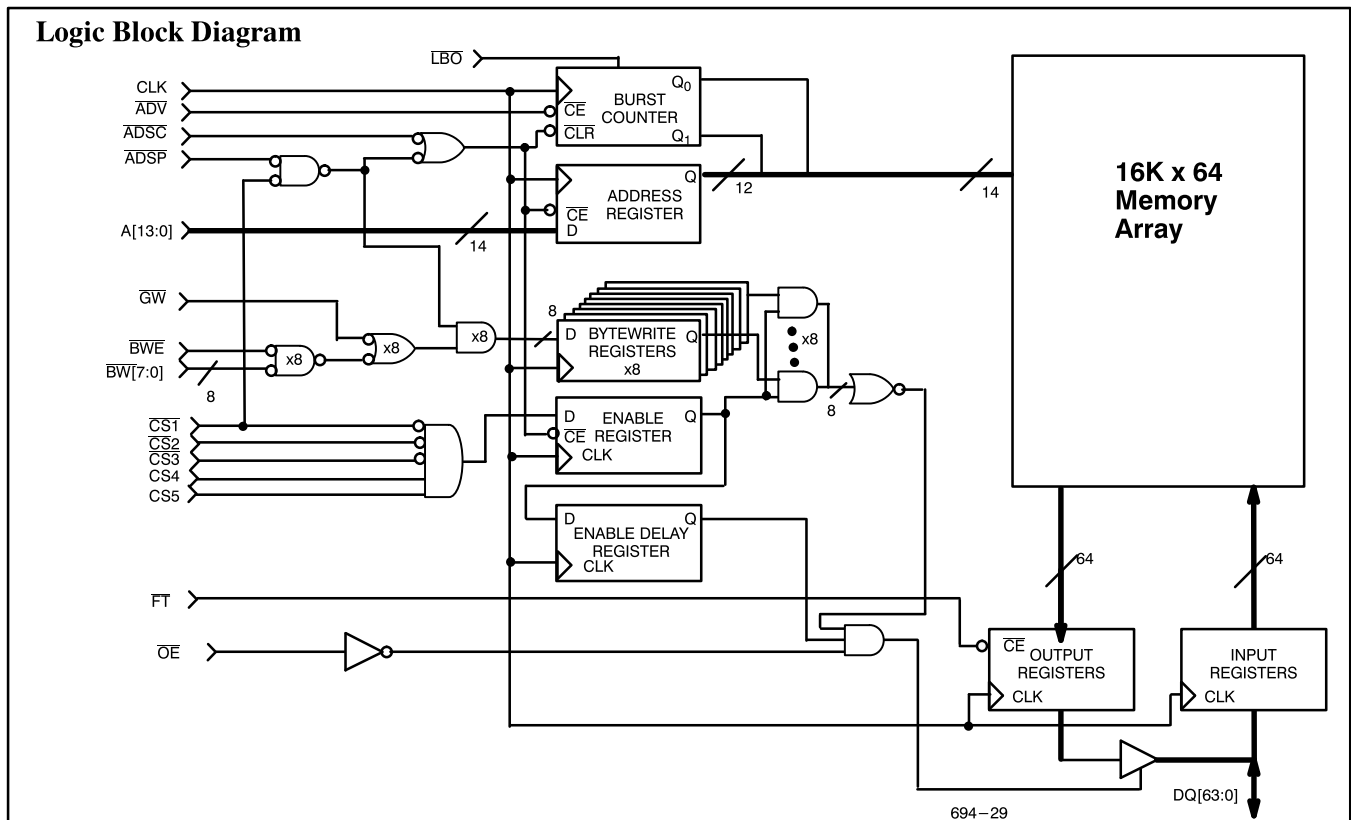 Logic Block Diagram
LBO
CLK
ADV
ADSC
ADSP
A[13:0]
14
GW
BWE
BW[7:0]
8
x8
x8
x8
8
CS1
CS2
CS3
CS4
CS5
FT
OE
BURST
COUNTER
CE
CLR
Q0
Q1
ADDRESS
REGISTER
CE
D
Q
12
14
16K x 64
Memory
Array
D
BYTEWRITE
REGISTERS
x8
Q
x8
8
D
ENABLE
REGISTER
CE
CLK
Q
D
ENABLE DELAY
REGISTER
CLK
Q
64
64
CE
OUTPUT
REGISTERS
CLK
INPUT
REGISTERS
CLK
DQ[63:0]
694-29